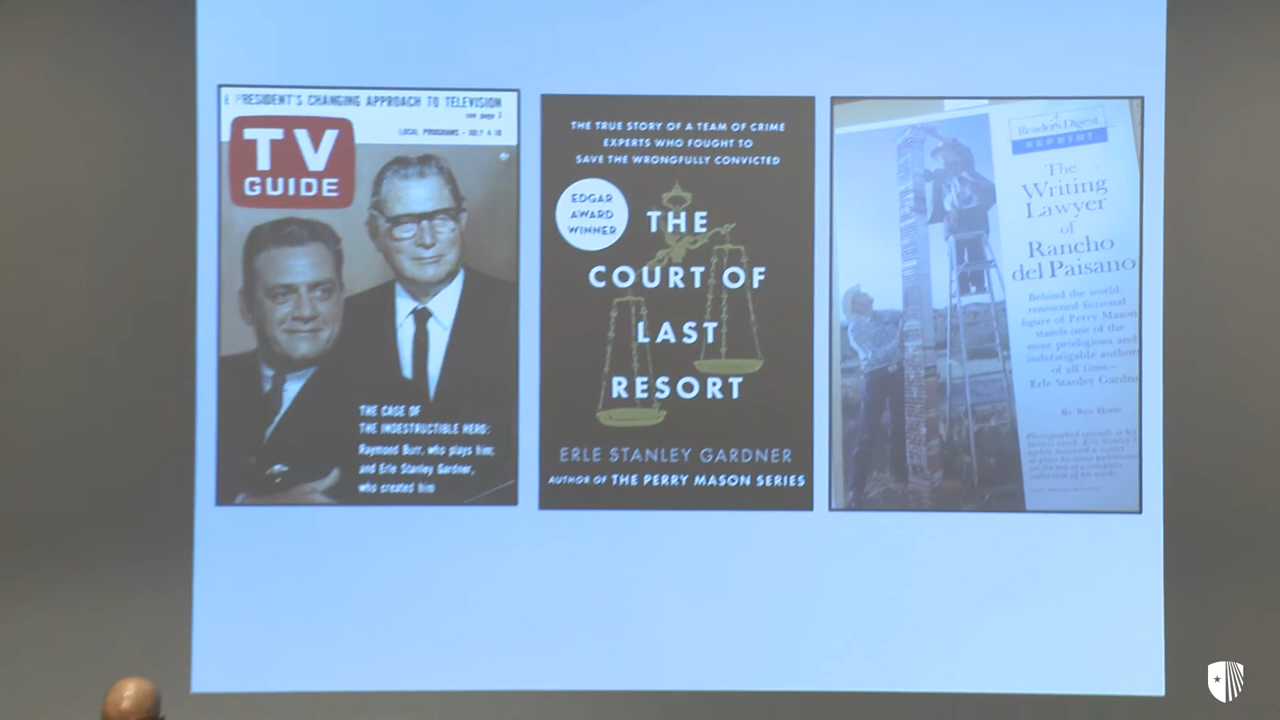 E PRESIDENT'S CHANGING APPROACH TO TELEVISION
see page 2
LOCAL PROGRAMS • JULY 4-10
TV
GUIDE
THE CASE OF
THE INDESTRUCTIBLE HERO:
Raymond Burr, who plays him;
and Erle Stanley Gardner,
who created him
THE TRUE STORY OF A TEAM OF CRIME
EXPERTS WHO FOUGHT TO
SAVE THE WRONGFULLY CONVICTED
EDGAR
AWARD
WINNER
THE
COURT OF
LAST
RESORT
ERLE STANLEY GARDNER
AUTHOR OF THE PERRY MASON SERIES
A
Reader's Digest
REPRINT
The
Writing
Lawyer
of
Rancho
del Paisano
Behind the world-
renowned fictional
figure of Perry Mason
stands one of the
most prodigious and
indefatigable authors
of all time—
Erle Stanley Gardne